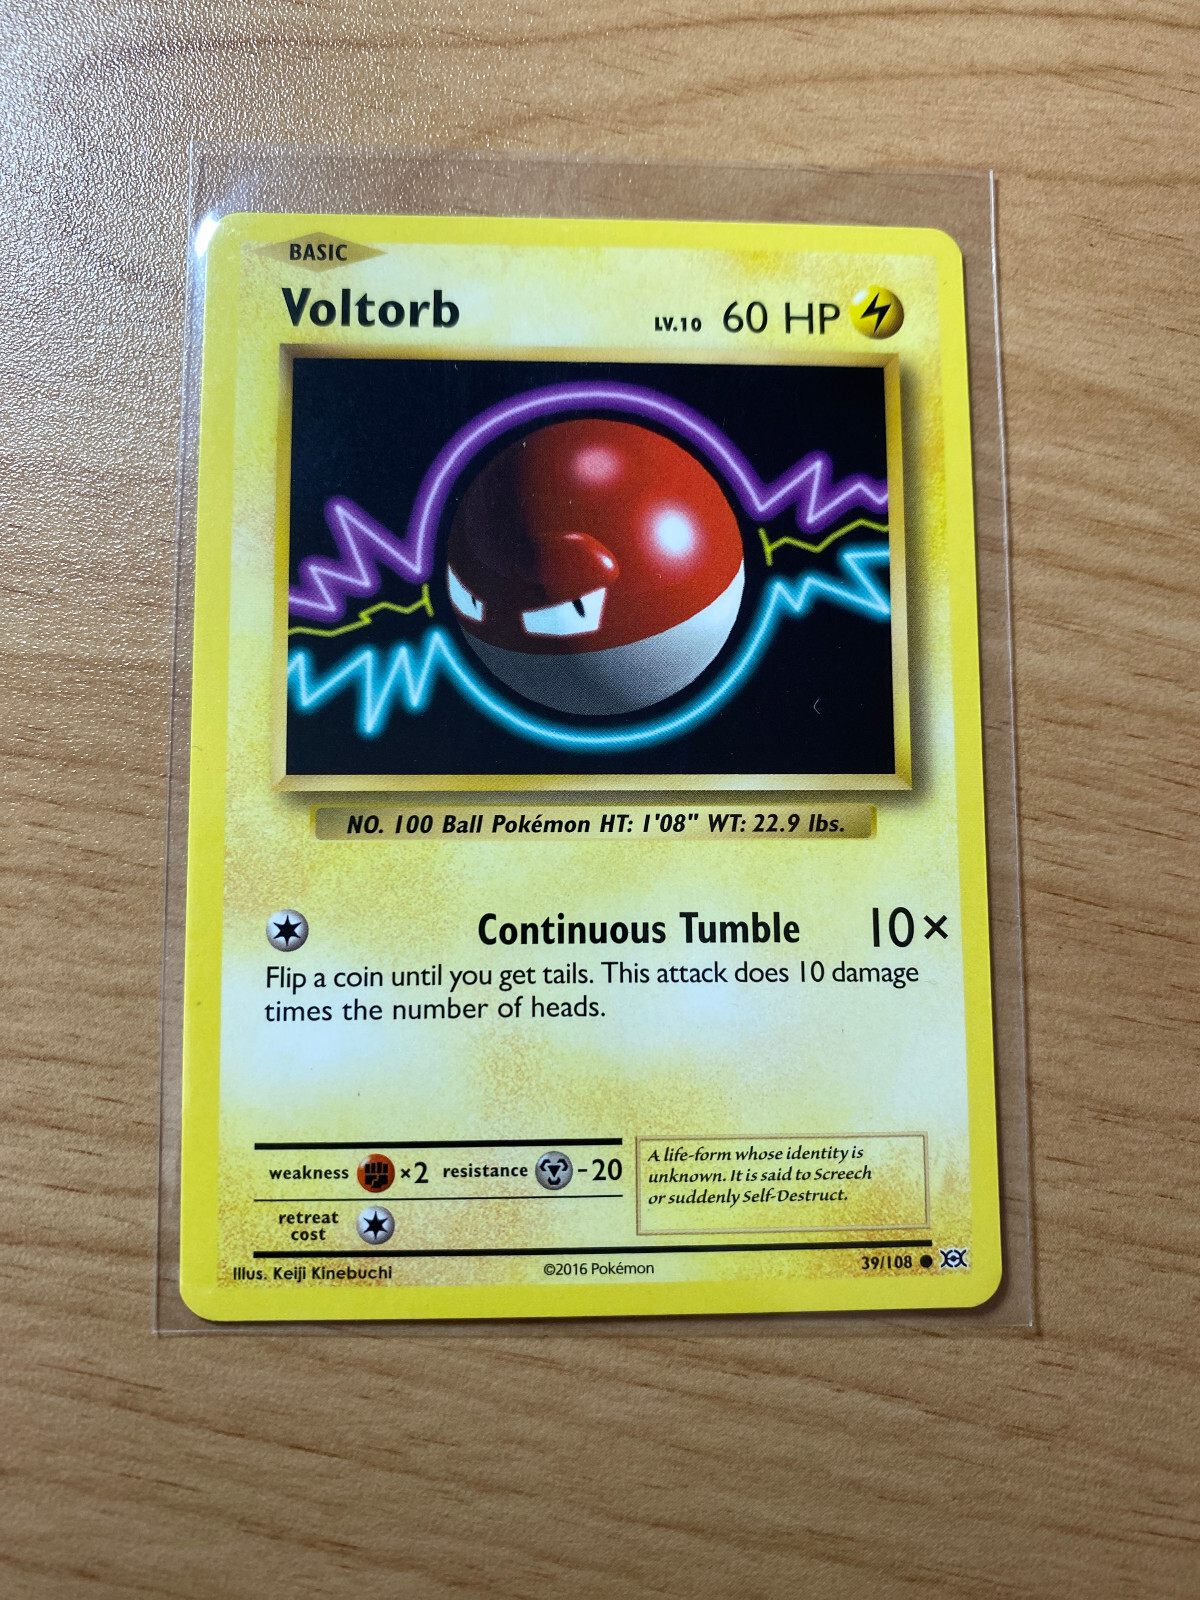 BASIC
Voltorb LV.10 60 HP
NO. 100 Ball Pokémon HT: 1'08" WT: 22.9 lbs.
Continuous Tumble 10×
Flip a coin until you get tails. This attack does 10 damage
times the number of heads.
weakness ×2 resistance -20
retreat
cost
A life-form whose identity is
unknown. It is said to Screech
or suddenly Self-Destruct.
Illus. Keiji Kinebuchi ©2016 Pokémon 39/108